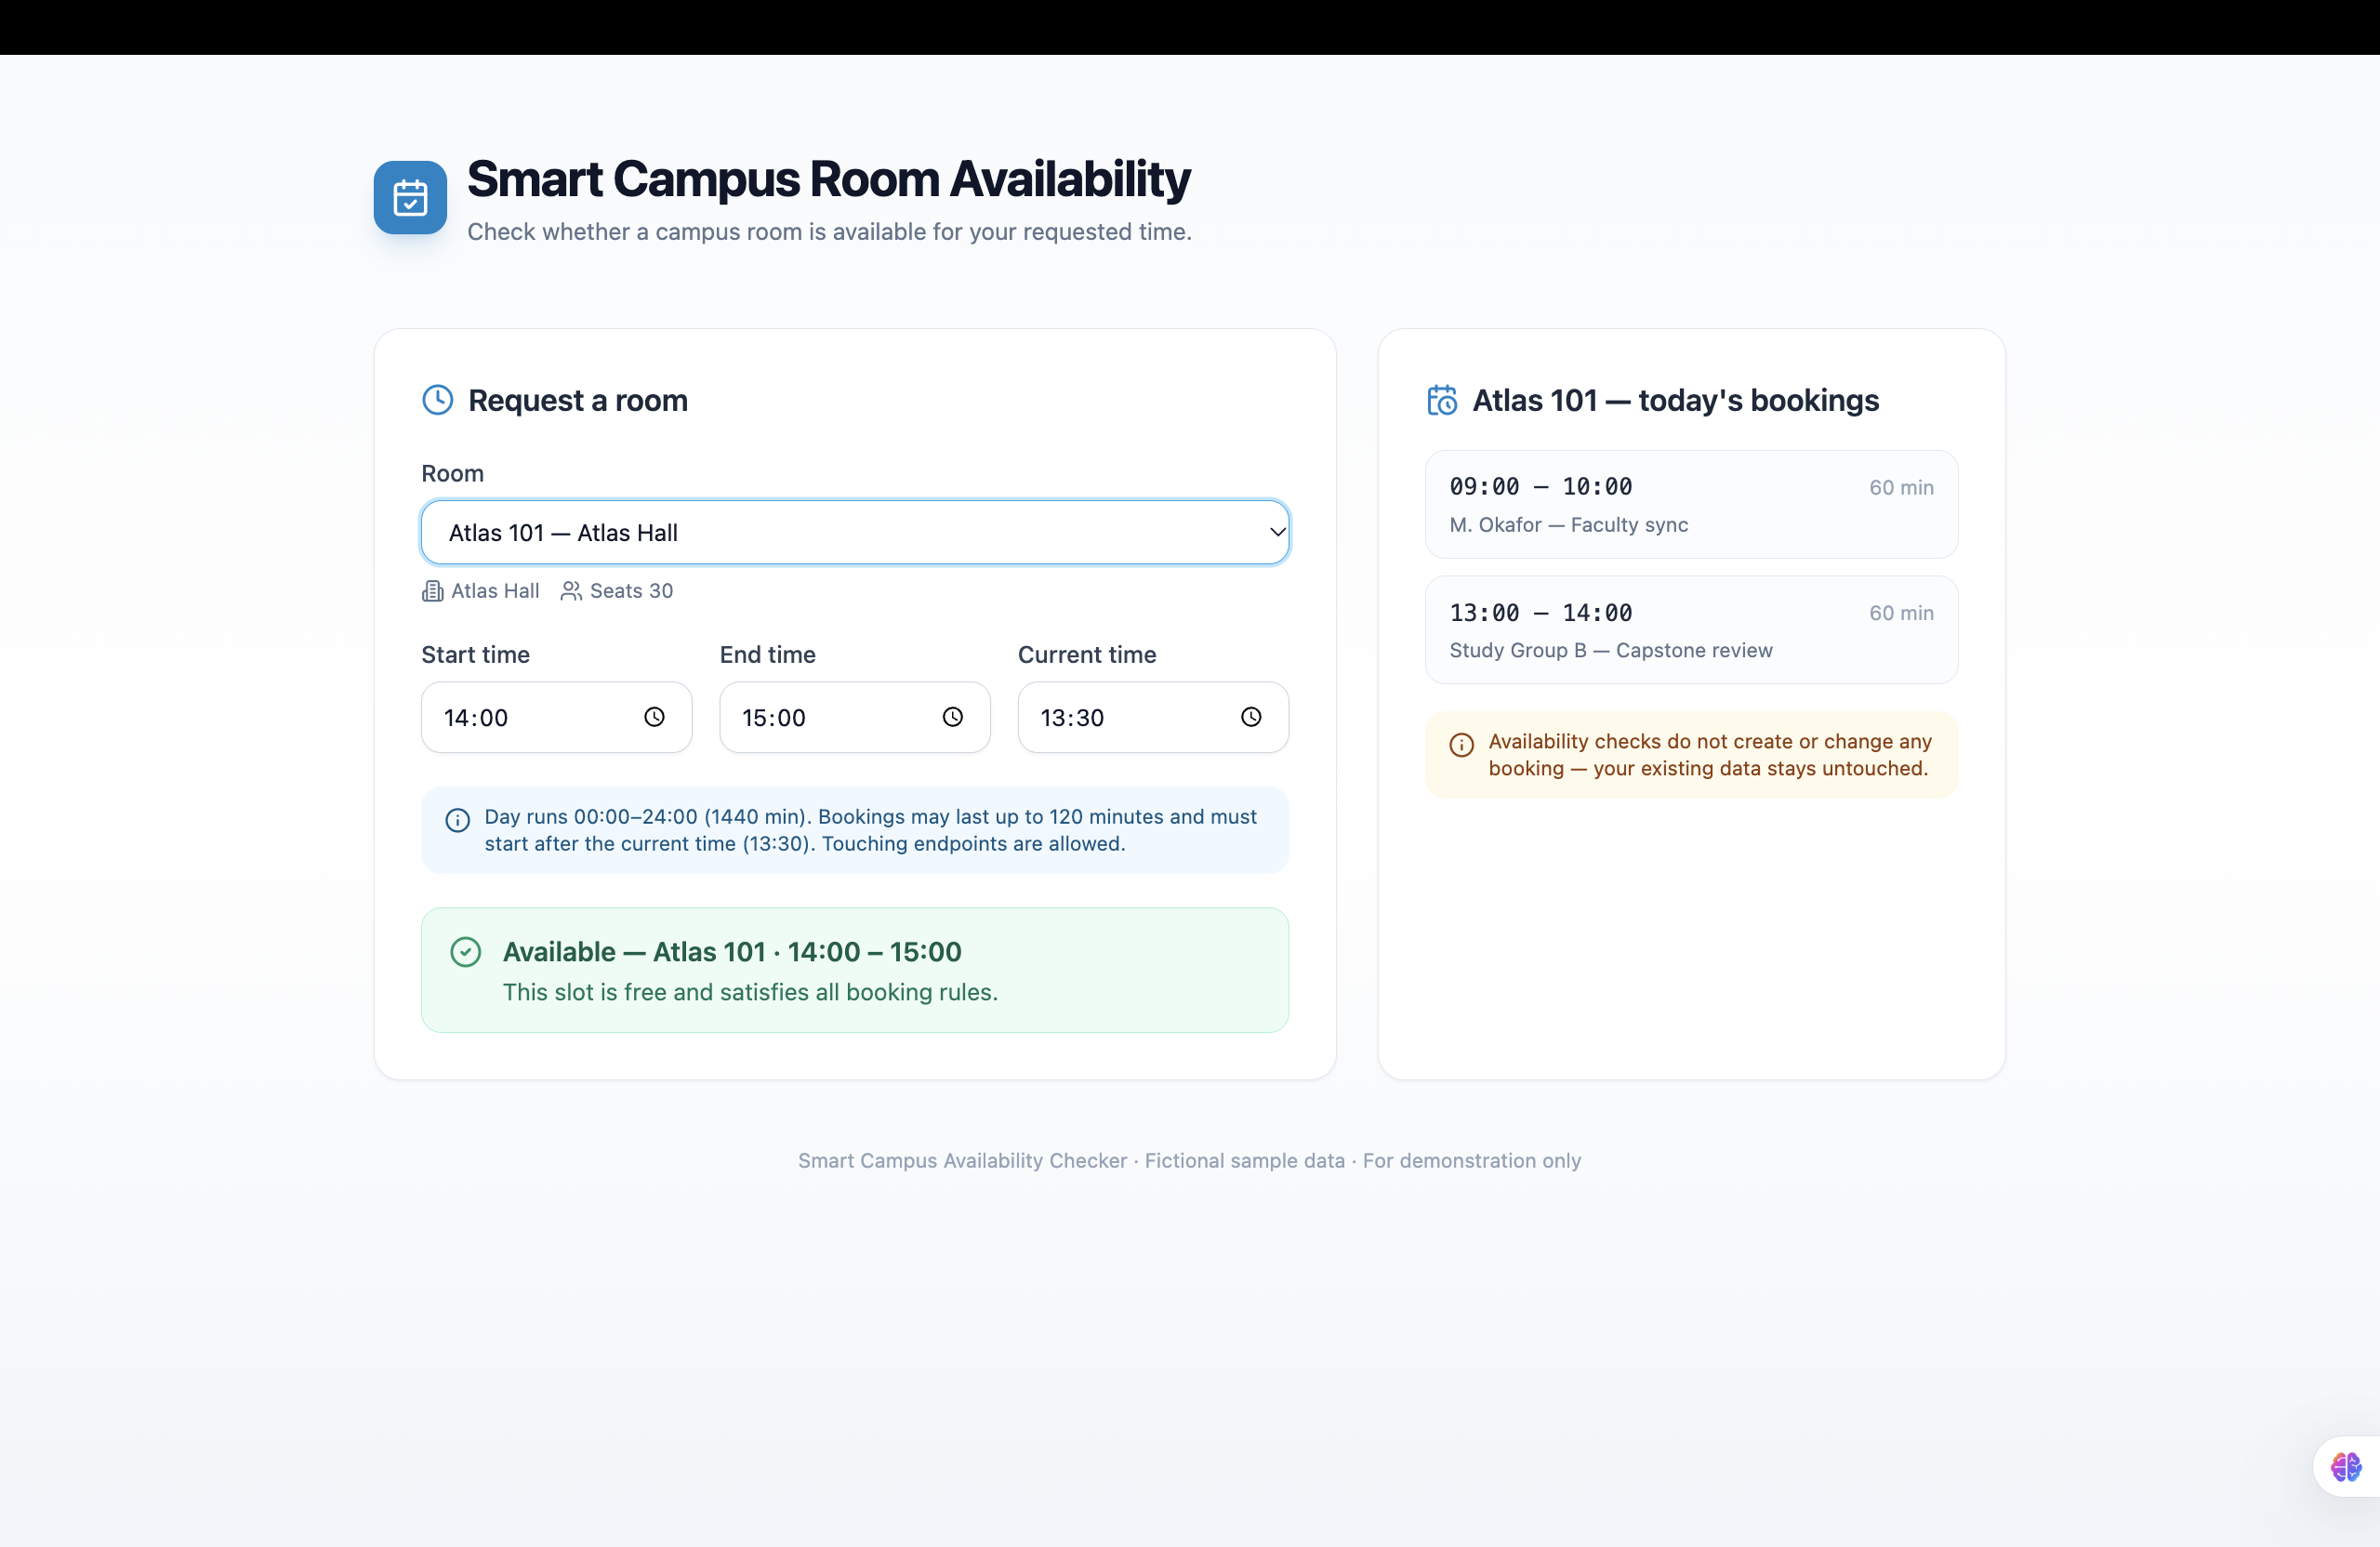 Smart Campus Room Availability
Check whether a campus room is available for your requested time.
Request a room
Room
Atlas 101 — Atlas Hall
Atlas Hall Seats 30
Start time End time Current time
14:00 15:00 13:30
Day runs 00:00–24:00 (1440 min). Bookings may last up to 120 minutes and must
start after the current time (13:30). Touching endpoints are allowed.
Available — Atlas 101 · 14:00 – 15:00
This slot is free and satisfies all booking rules.
Atlas 101 — today's bookings
09:00 – 10:00 60 min
M. Okafor — Faculty sync
13:00 – 14:00 60 min
Study Group B — Capstone review
Availability checks do not create or change any
booking — your existing data stays untouched.
Smart Campus Availability Checker · Fictional sample data · For demonstration only